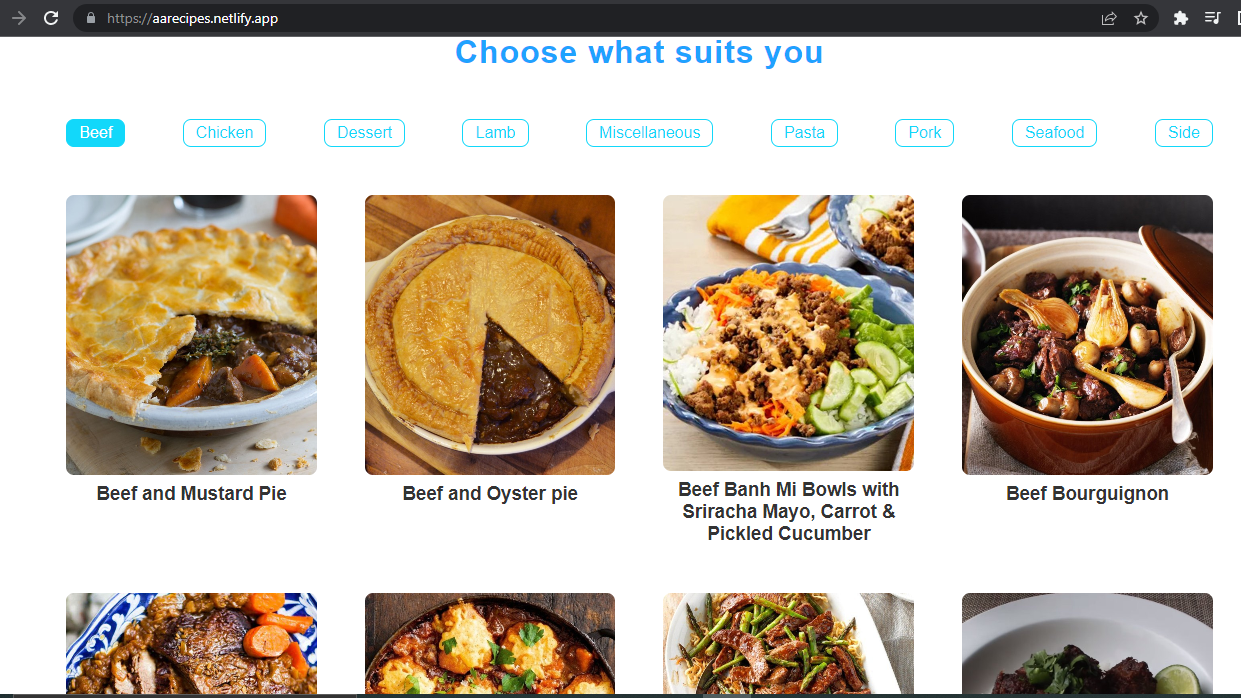 https://aarecipes.netlify.app
Choose what suits you
Beef
Chicken
Dessert
Lamb
Miscellaneous
Pasta
Pork
Seafood
Side
Beef and Mustard Pie
Beef and Oyster pie
Beef Banh Mi Bowls with
Sriracha Mayo, Carrot &
Pickled Cucumber
Beef Bourguignon